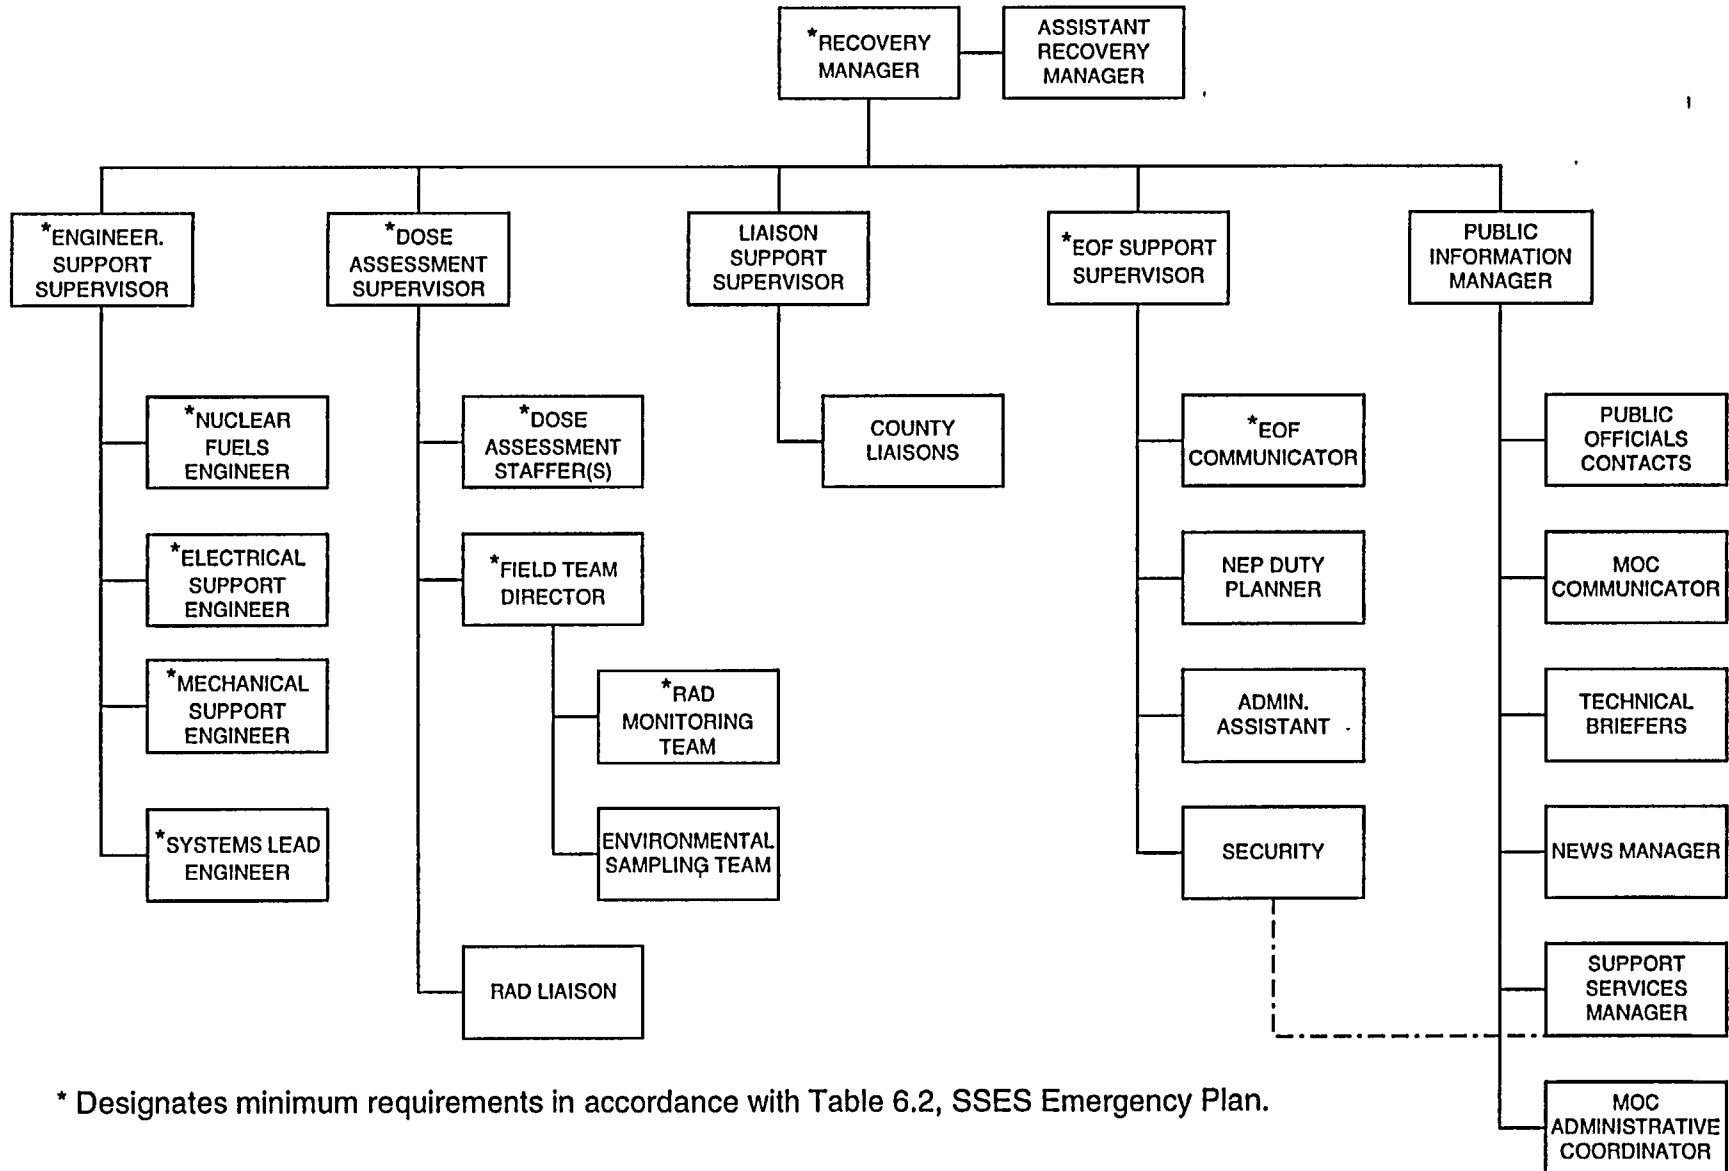 *RECOVERY
MANAGER
ASSISTANT
RECOVERY
MANAGER
*ENGINEER.
SUPPORT
SUPERVISOR
*DOSE
ASSESSMENT
SUPERVISOR
LIAISON
SUPPORT
SUPERVISOR
*EOF SUPPORT
SUPERVISOR
PUBLIC
INFORMATION
MANAGER
*NUCLEAR
FUELS
ENGINEER
*ELECTRICAL
SUPPORT
ENGINEER
*MECHANICAL
SUPPORT
ENGINEER
*SYSTEMS LEAD
ENGINEER
*DOSE
ASSESSMENT
STAFFER(S)
*FIELD TEAM
DIRECTOR
*RAD
MONITORING
TEAM
ENVIRONMENTAL
SAMPLING TEAM
RAD LIAISON
COUNTY
LIAISONS
*EOF
COMMUNICATOR
NEP DUTY
PLANNER
ADMIN.
ASSISTANT
SECURITY
PUBLIC
OFFICIALS
CONTACTS
MOC
COMMUNICATOR
TECHNICAL
BRIEFERS
NEWS MANAGER
SUPPORT
SERVICES
MANAGER
MOC
ADMINISTRATIVE
COORDINATOR
* Designates minimum requirements in accordance with Table 6.2, SSES Emergency Plan.